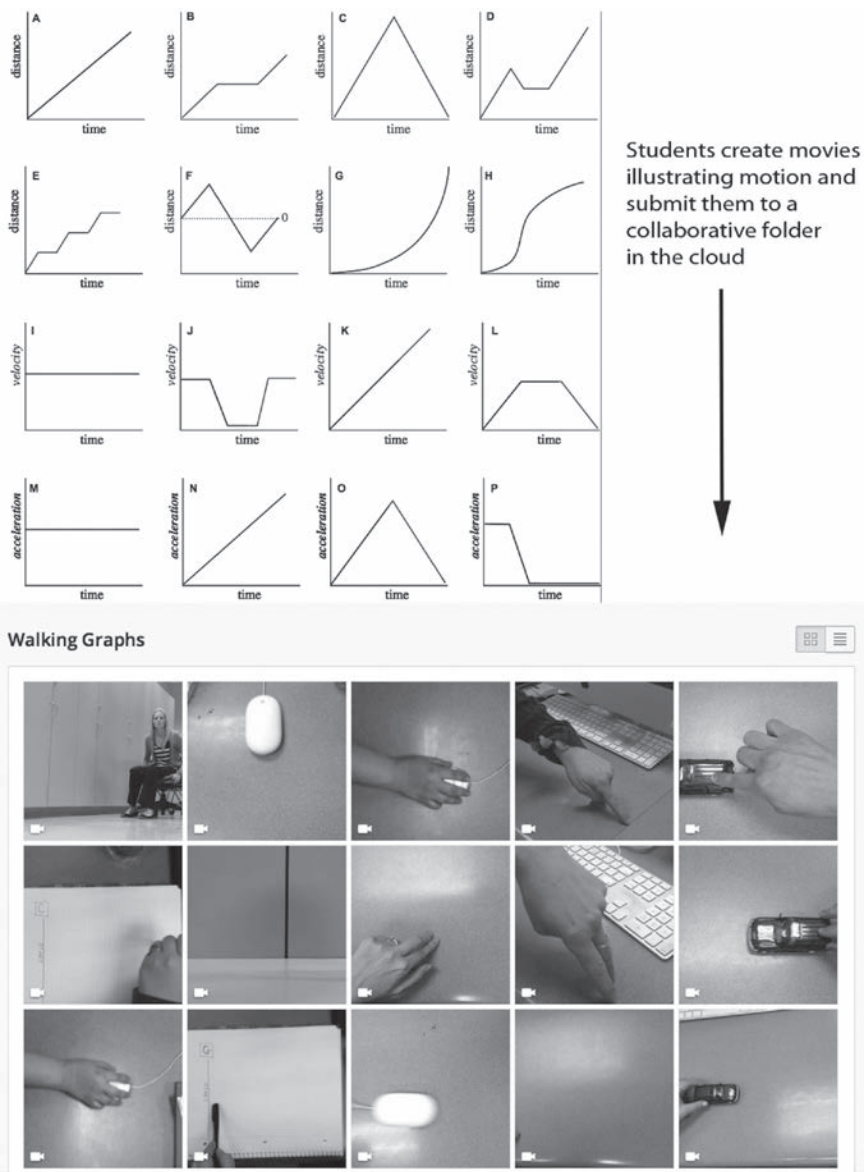 A
distance
time
B
distance
time
C
distance
time
D
distance
time
Students create movies
illustrating motion and
submit them to a
collaborative folder
in the cloud
E
distance
time
F
distance
0
time
G
distance
time
H
distance
time
I
velocity
time
J
velocity
time
K
velocity
time
L
velocity
time
M
acceleration
time
N
acceleration
time
O
acceleration
time
P
acceleration
time
Walking Graphs